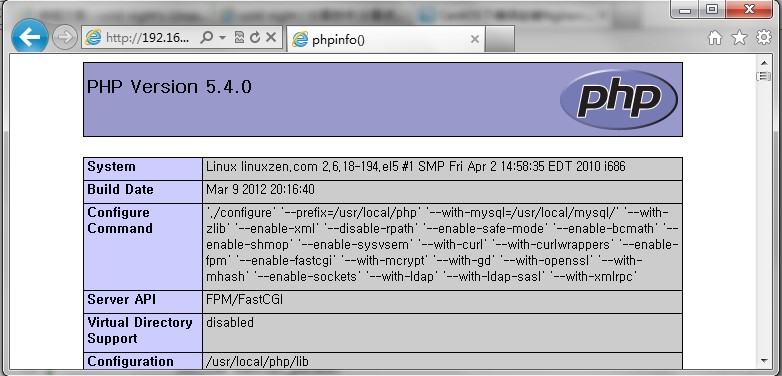 http://192.16...
phpinfo()
PHP Version 5.4.0
php
System
Linux linuxzen.com 2.6.18-194.el5 #1 SMP Fri Apr 2 14:58:35 EDT 2010 i686
Build Date
Mar 9 2012 20:16:40
Configure
Command
'./configure' '--prefix=/usr/local/php' '--with-mysql=/usr/local/mysql/' '--with-
zlib' '--enable-xml' '--disable-rpath' '--enable-safe-mode' '--enable-bcmath' '--
enable-shmop' '--enable-sysvsem' '--with-curl' '--with-curlwrappers' '--enable-
fpm' '--enable-fastcgi' '--with-mcrypt' '--with-gd' '--with-openssl' '--with-
mhash' '--enable-sockets' '--with-ldap' '--with-ldap-sasl' '--with-xmlrpc'
Server API
FPM/FastCGI
Virtual Directory
Support
disabled
Configuration
/usr/local/php/lib